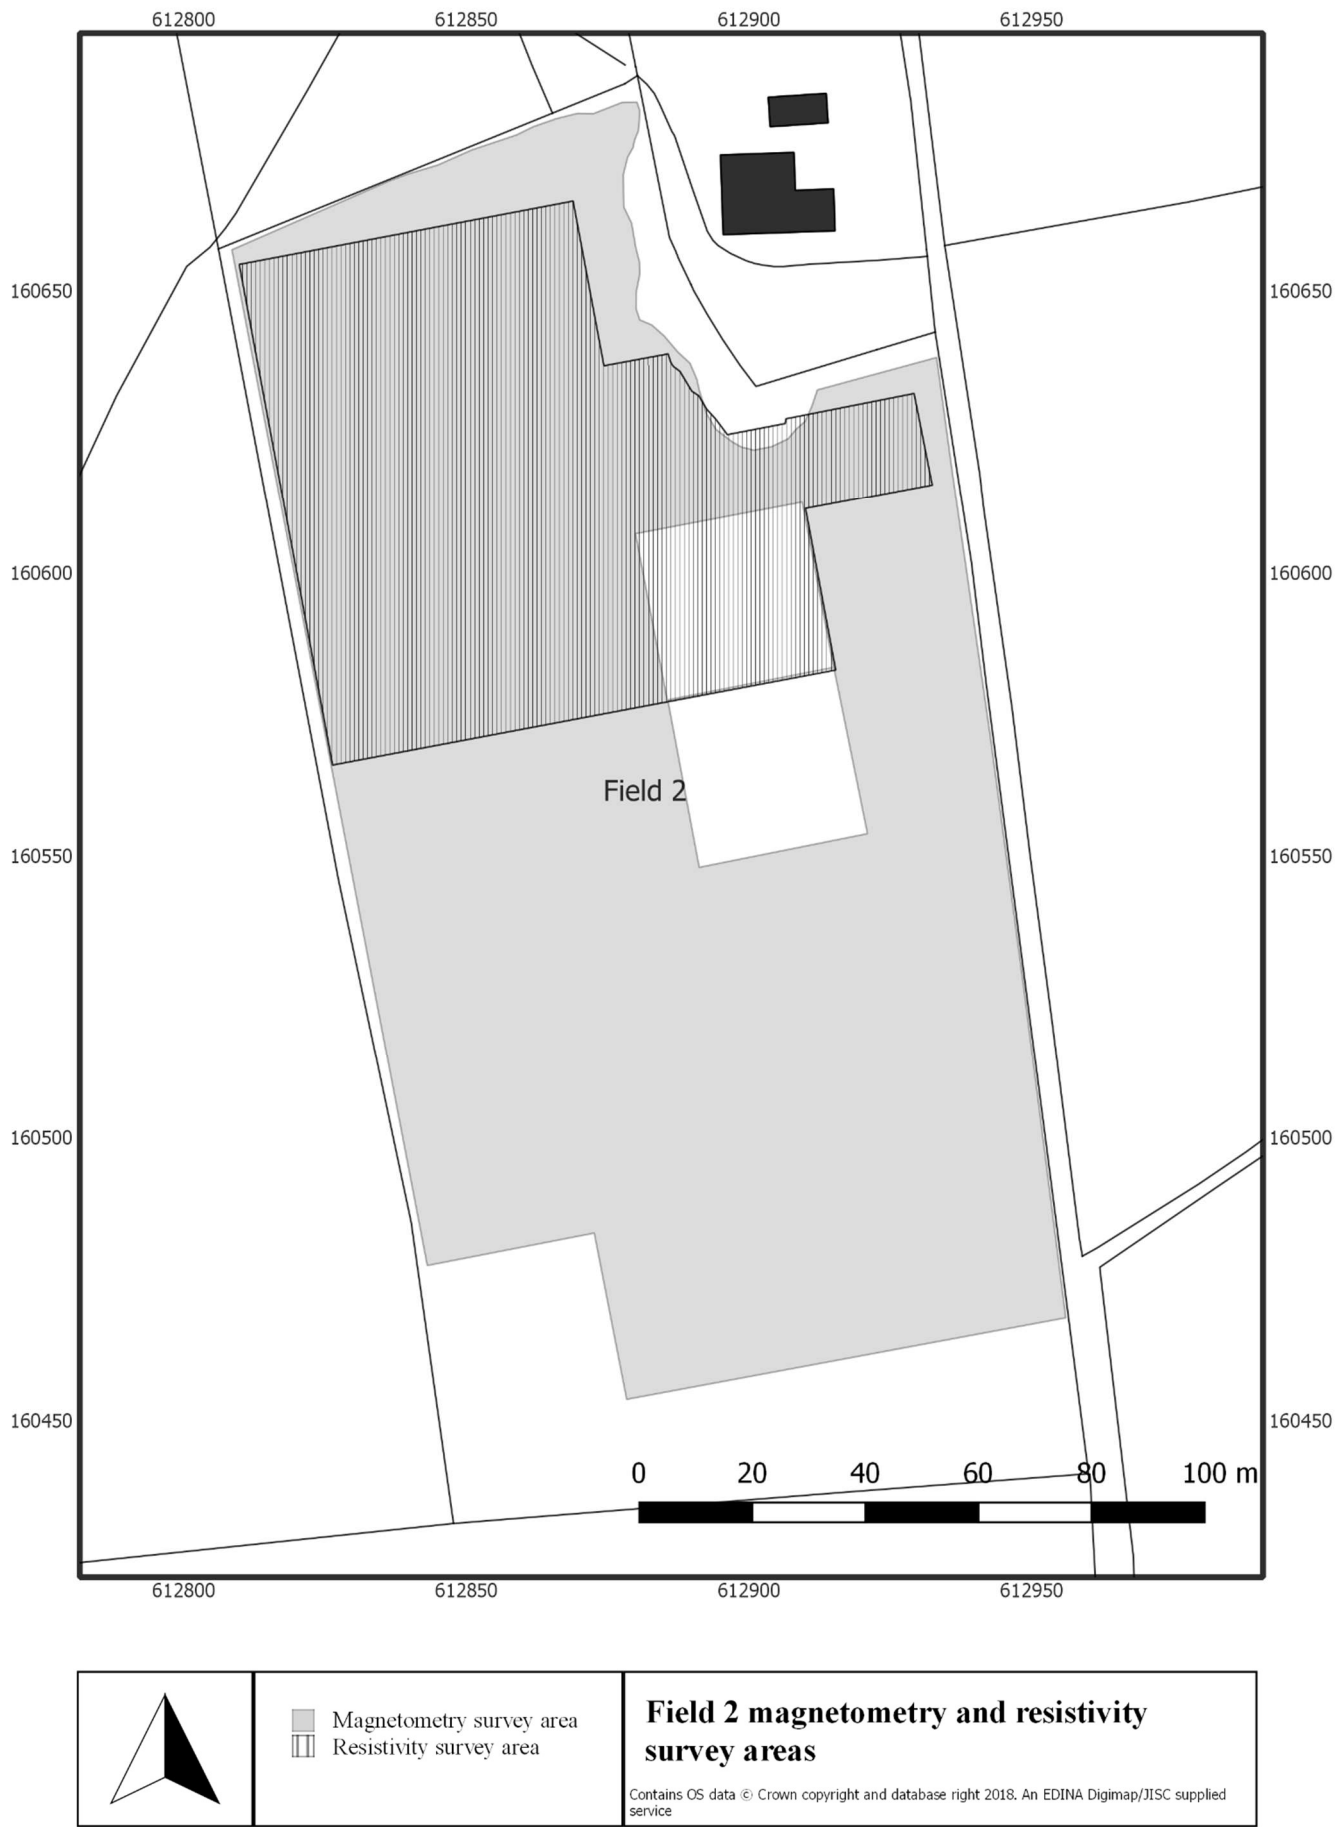 612800 612850 612900 612950
160650 160650
160600 160600
Field 2
160550 160550
160500 160500
160450 160450
0 20 40 60 80 100 m
612800 612850 612900 612950
Magnetometry survey area
Resistivity survey area
Field 2 magnetometry and resistivity
survey areas
Contains OS data © Crown copyright and database right 2018. An EDINA Digimap/JISC supplied
service